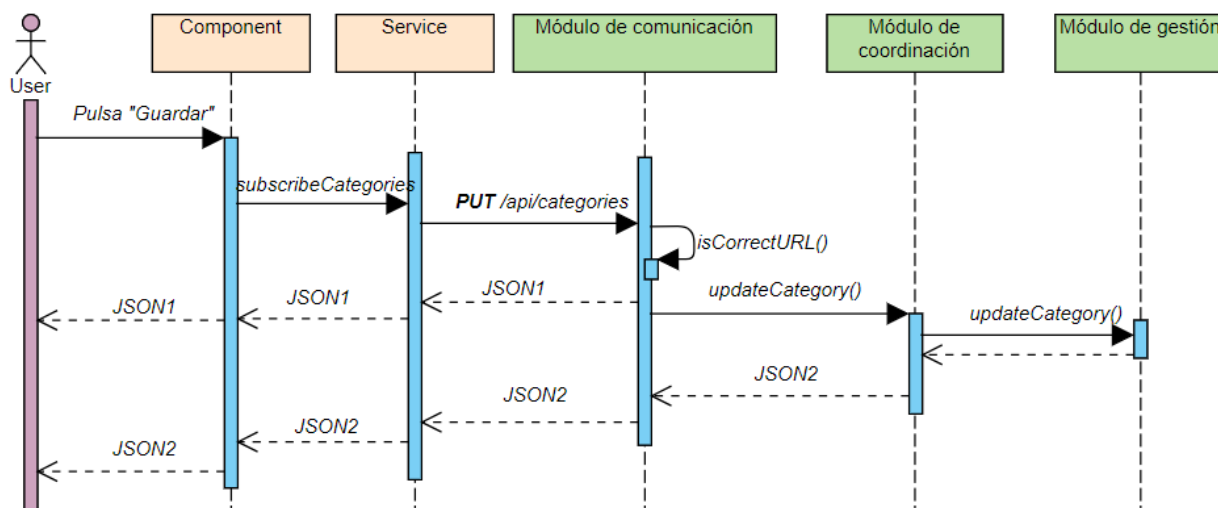 Component
Service
Módulo de comunicación
Módulo de
coordinación
Módulo de gestión
User
Pulsa "Guardar"
subscribeCategories
PUT /api/categories
isCorrectURL()
JSON1
JSON1
JSON1
updateCategory()
updateCategory()
JSON2
JSON2
JSON2
JSON2